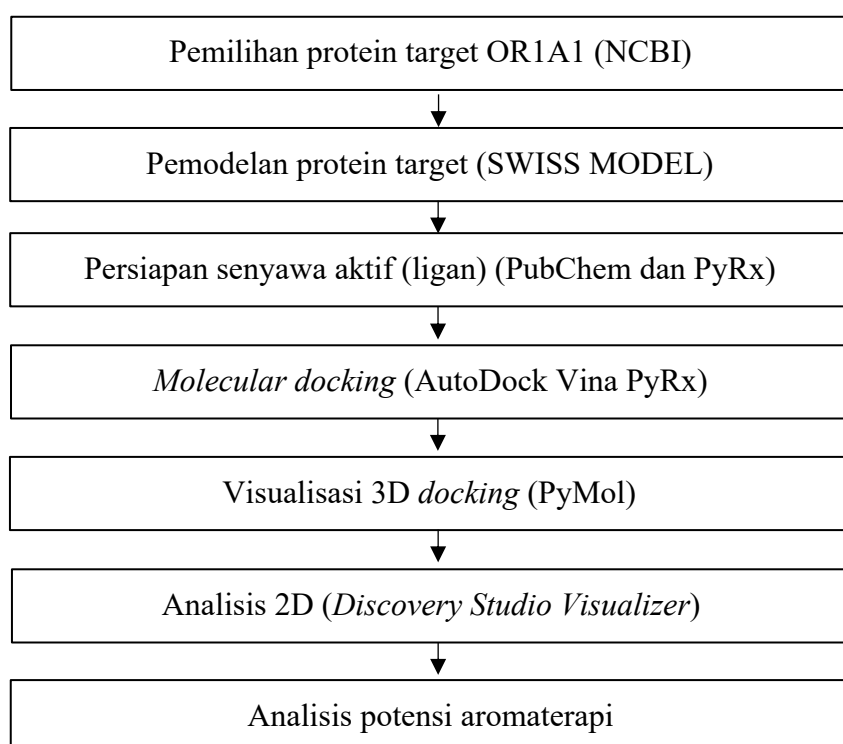 Pemilihan protein target OR1A1 (NCBI)
Pemodelan protein target (SWISS MODEL)
Persiapan senyawa aktif (ligan) (PubChem dan PyRx)
Molecular docking (AutoDock Vina PyRx)
Visualisasi 3D docking (PyMol)
Analisis 2D (Discovery Studio Visualizer)
Analisis potensi aromaterapi